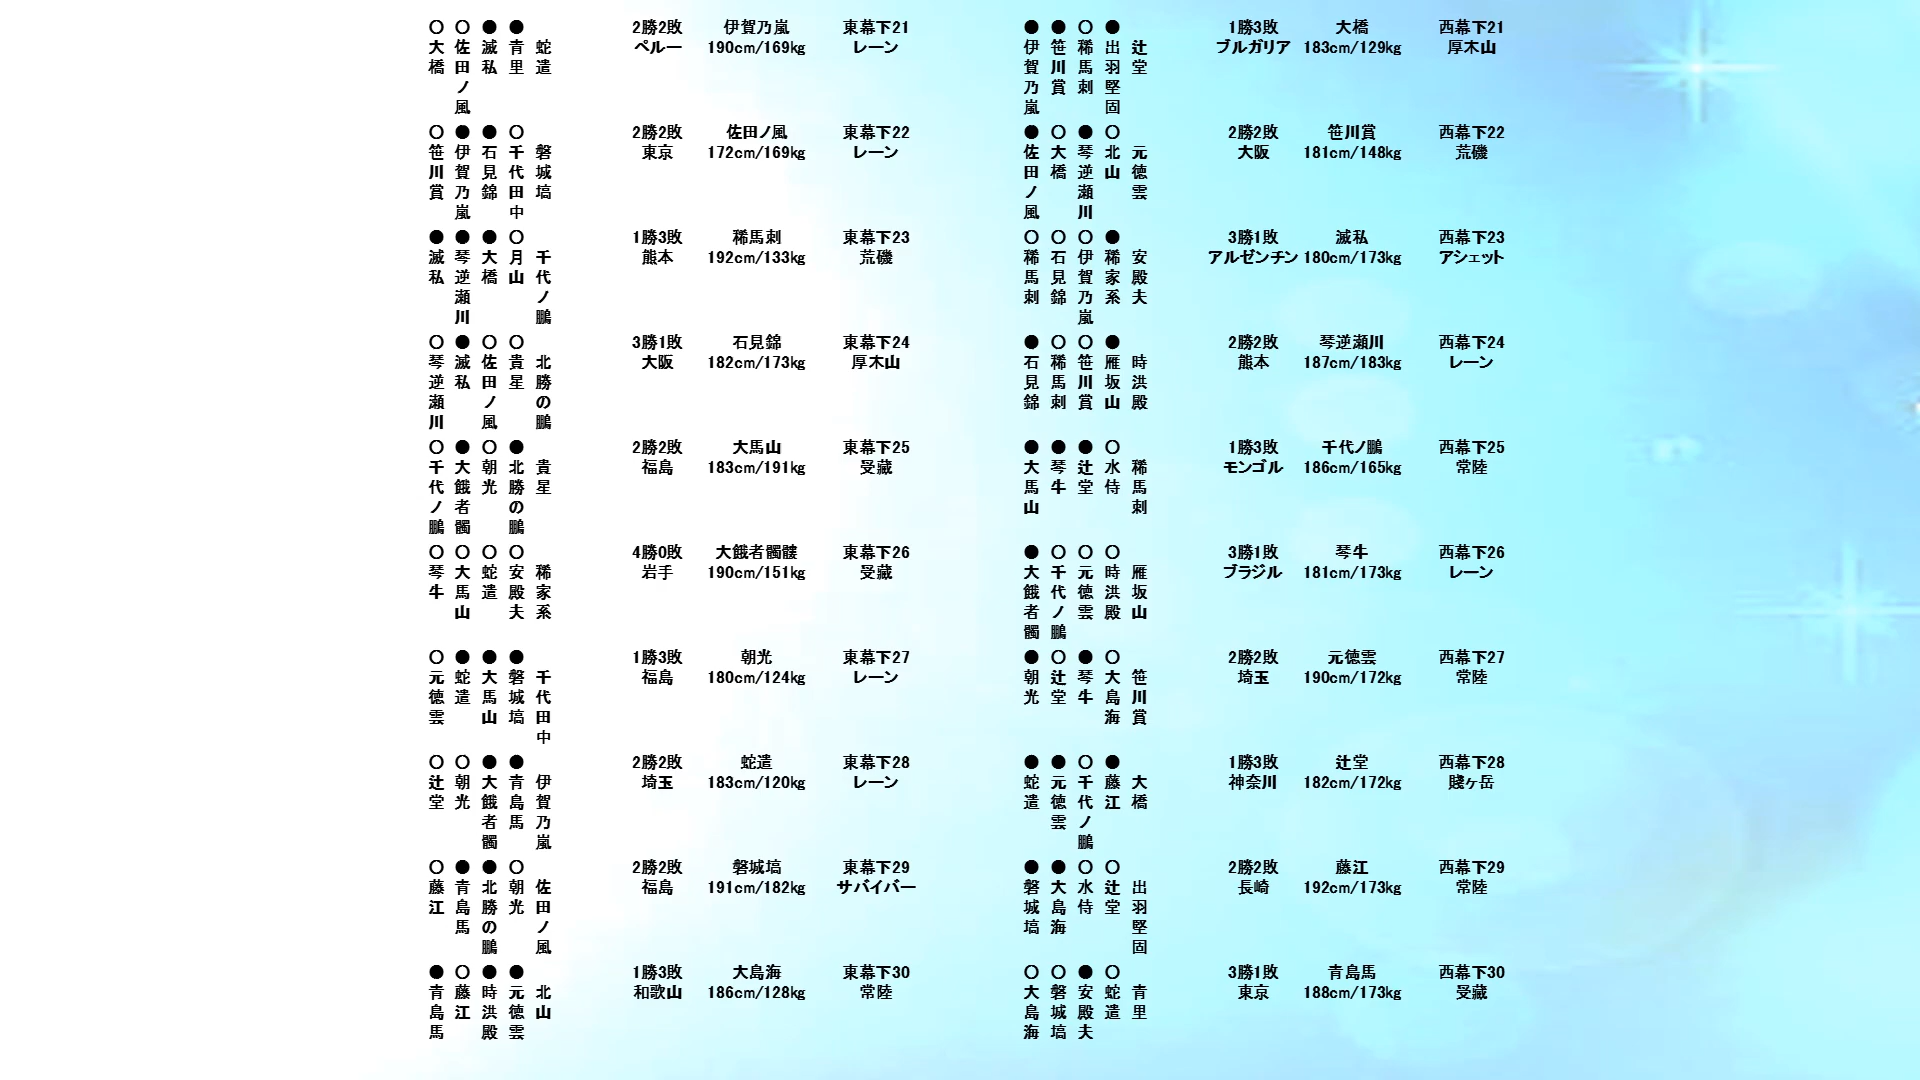 〇 〇 ● ● 2勝2敗 伊賀乃嵐 東幕下21
大橋 佐田ノ風 滅私 青里 蛇遣 ペルー 190cm/169kg レーン
● ● 〇 ● 1勝3敗 大橋 西幕下21
伊賀乃嵐 笹川賞 稀馬刺 出羽堅固 辻堂 ブルガリア 183cm/129kg 厚木山
〇 ● ● 〇 2勝2敗 佐田ノ風 東幕下22
笹川賞 伊賀乃嵐 石見錦 千代田中 磐城塙 東京 172cm/169kg レーン
● 〇 ● 〇 2勝2敗 笹川賞 西幕下22
佐田ノ風 大橋 琴逆瀬川 北山 元徳雲 大阪 181cm/148kg 荒磯
● ● ● 〇 1勝3敗 稀馬刺 東幕下23
滅私 琴逆瀬川 大橋 月山 千代ノ鵬 熊本 192cm/133kg 荒磯
〇 〇 〇 ● 3勝1敗 滅私 西幕下23
稀馬刺 石見錦 伊賀乃嵐 稀家系 安殿夫 アルゼンチン 180cm/173kg アシェット
〇 ● 〇 〇 3勝1敗 石見錦 東幕下24
琴逆瀬川 滅私 佐田ノ風 貴星 北勝の鵬 大阪 182cm/173kg 厚木山
● 〇 〇 ● 2勝2敗 琴逆瀬川 西幕下24
石見錦 稀馬刺 笹川賞 雁坂山 時洪殿 熊本 187cm/183kg レーン
〇 ● 〇 ● 2勝2敗 大馬山 東幕下25
千代ノ鵬 大餓者髑 朝光 北勝の鵬 貴星 福島 183cm/191kg 受蔵
● ● ● 〇 1勝3敗 千代ノ鵬 西幕下25
大馬山 琴牛 辻堂 水侍 稀馬刺 モンゴル 186cm/165kg 常陸
〇 〇 〇 〇 4勝0敗 大餓者髑髏 東幕下26
琴牛 大馬山 蛇遣 安殿夫 稀家系 岩手 190cm/151kg 受蔵
● 〇 〇 〇 3勝1敗 琴牛 西幕下26
大餓者髑 千代ノ鵬 元徳雲 時洪殿 雁坂山 ブラジル 181cm/173kg レーン
〇 ● ● ● 1勝3敗 朝光 東幕下27
元徳雲 蛇遣 大馬山 磐城塙 千代田中 福島 180cm/124kg レーン
● 〇 ● 〇 2勝2敗 元徳雲 西幕下27
朝光 辻堂 琴牛 大島海 笹川賞 埼玉 190cm/172kg 常陸
〇 〇 ● ● 2勝2敗 蛇遣 東幕下28
辻堂 朝光 大餓者髑 青島馬 伊賀乃嵐 埼玉 183cm/120kg レーン
● ● 〇 ● 1勝3敗 辻堂 西幕下28
蛇遣 元徳雲 千代ノ鵬 藤江 大橋 神奈川 182cm/172kg 賤ヶ岳
〇 ● ● 〇 2勝2敗 磐城塙 東幕下29
藤江 青島馬 北勝の鵬 朝光 佐田ノ風 福島 191cm/182kg サバイバー
● ● 〇 〇 2勝2敗 藤江 西幕下29
磐城塙 大島海 水侍 辻堂 出羽堅固 長崎 192cm/173kg 常陸
● 〇 ● ● 1勝3敗 大島海 東幕下30
青島馬 藤江 時洪殿 元徳雲 北山 和歌山 186cm/128kg 常陸
〇 〇 ● 〇 3勝1敗 青島馬 西幕下30
大島海 磐城塙 安殿夫 蛇遣 青里 東京 188cm/173kg 受蔵